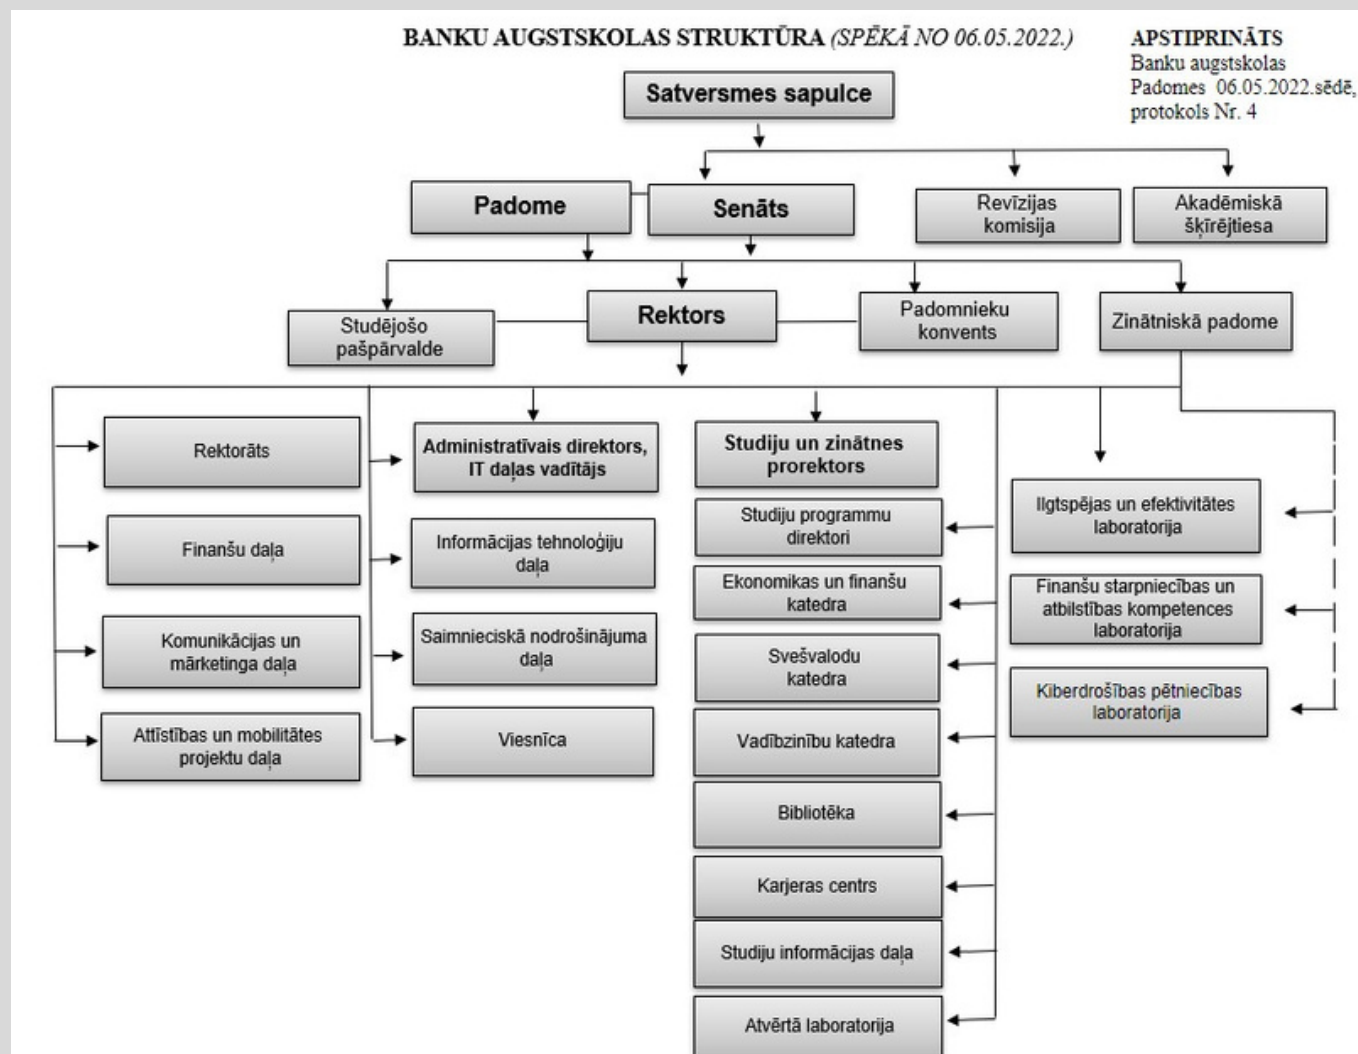 BANKU AUGSTSKOLAS STRUKTŪRA (SPĒKĀ NO 06.05.2022.)
APSTIPRINĀTS
Banku augstskolas
Padomes 06.05.2022.sēdē,
protokols Nr. 4
Satversmes sapulce
Padome
Senāts
Revīzijas
komisija
Akadēmiskā
šķīrējtiesa
Studējošo
pašpārvalde
Rektors
Padomnieku
konvents
Zinātniskā padome
Rektorāts
Finanšu daļa
Komunikācijas un
mārketinga daļa
Attīstības un mobilitātes
projektu daļa
Administratīvais direktors,
IT daļas vadītājs
Informācijas tehnoloģiju
daļa
Saimnieciskā nodrošinājuma
daļa
Viesnīca
Studiju un zinātnes
prorektors
Studiju programmu
direktori
Ekonomikas un finanšu
katedra
Svešvalodu
katedra
Vadībzinību katedra
Bibliotēka
Karjeras centrs
Studiju informācijas daļa
Atvērtā laboratorija
Ilgtspējas un efektivitātes
laboratorija
Finanšu starpniecības un
atbilstības kompetences
laboratorija
Kiberdrošības pētniecības
laboratorija